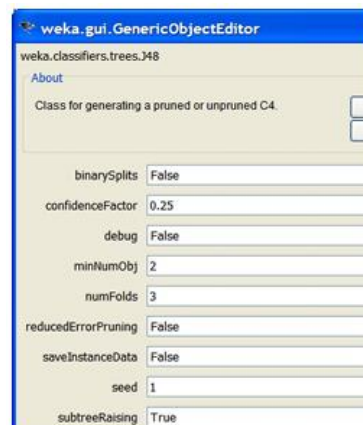 weka.gui.GenericObjectEditor
weka.classifiers.trees.J48
About
Class for generating a pruned or unpruned C4.
binarySplits False
confidenceFactor 0.25
debug False
minNumObj 2
numFolds 3
reducedErrorPruning False
saveInstanceData False
seed 1
subtreeRaising True